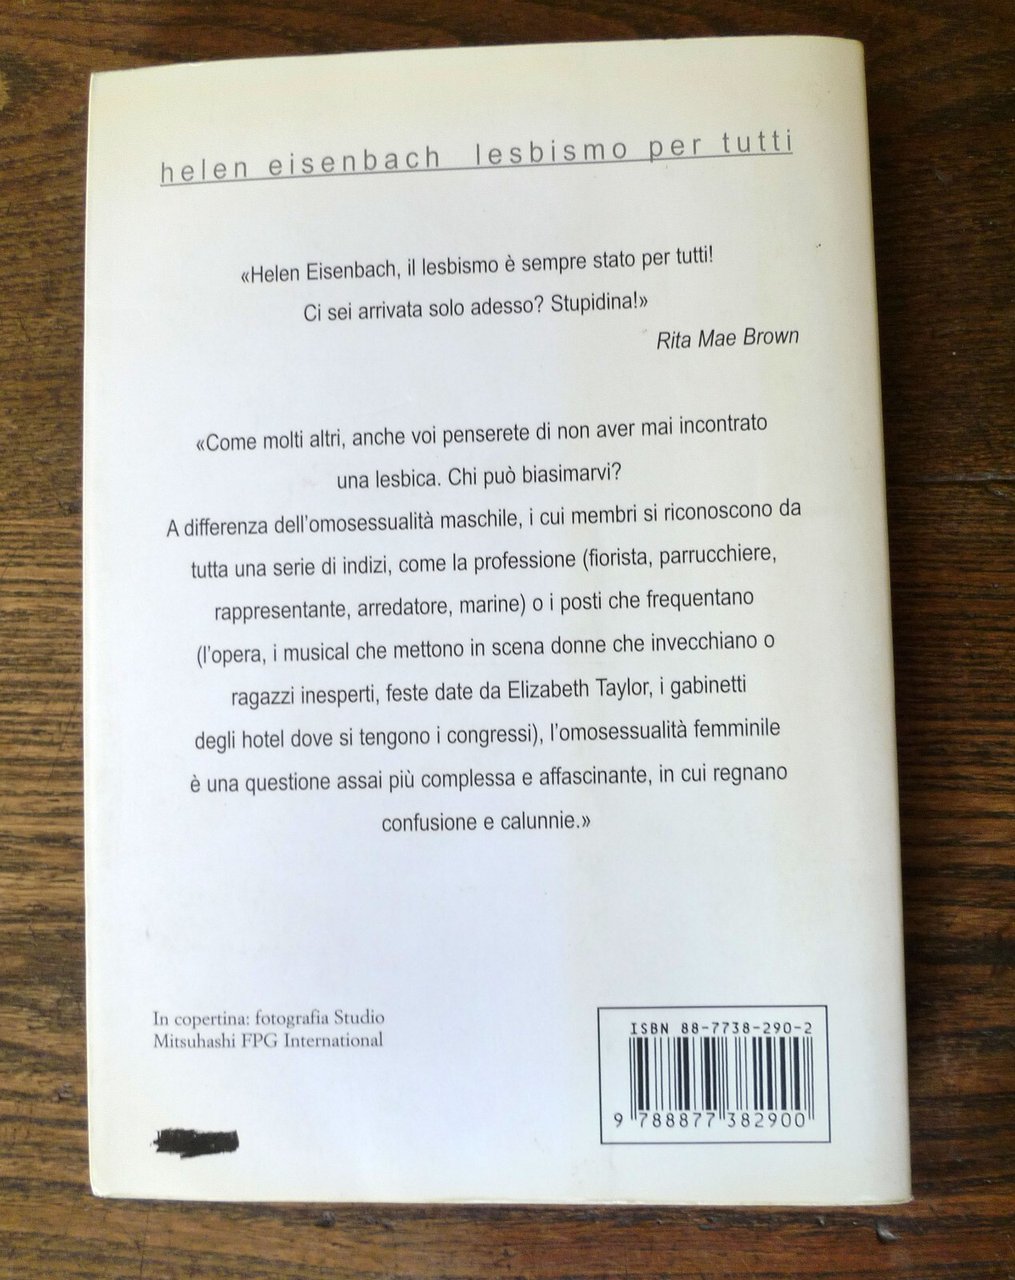 helen eisenbach lesbismo per tutti
«Helen Eisenbach, il lesbismo è sempre stato per tutti!
Ci sei arrivata solo adesso? Stupidina!»
Rita Mae Brown
«Come molti altri, anche voi penserete di non aver mai incontrato
una lesbica. Chi può biasimarvi?
A differenza dell'omosessualità maschile, i cui membri si riconoscono da
tutta una serie di indizi, come la professione (fiorista, parrucchiere,
rappresentante, arredatore, marine) o i posti che frequentano
(l'opera, i musical che mettono in scena donne che invecchiano o
ragazzi inesperti, feste date da Elizabeth Taylor, i gabinetti
degli hotel dove si tengono i congressi), l'omosessualità femminile
è una questione assai più complessa e affascinante, in cui regnano
confusione e calunnie.»
In copertina: fotografia Studio
Mitsuhashi FPG International
ISBN 88-7738-290-2
9 788877 382900